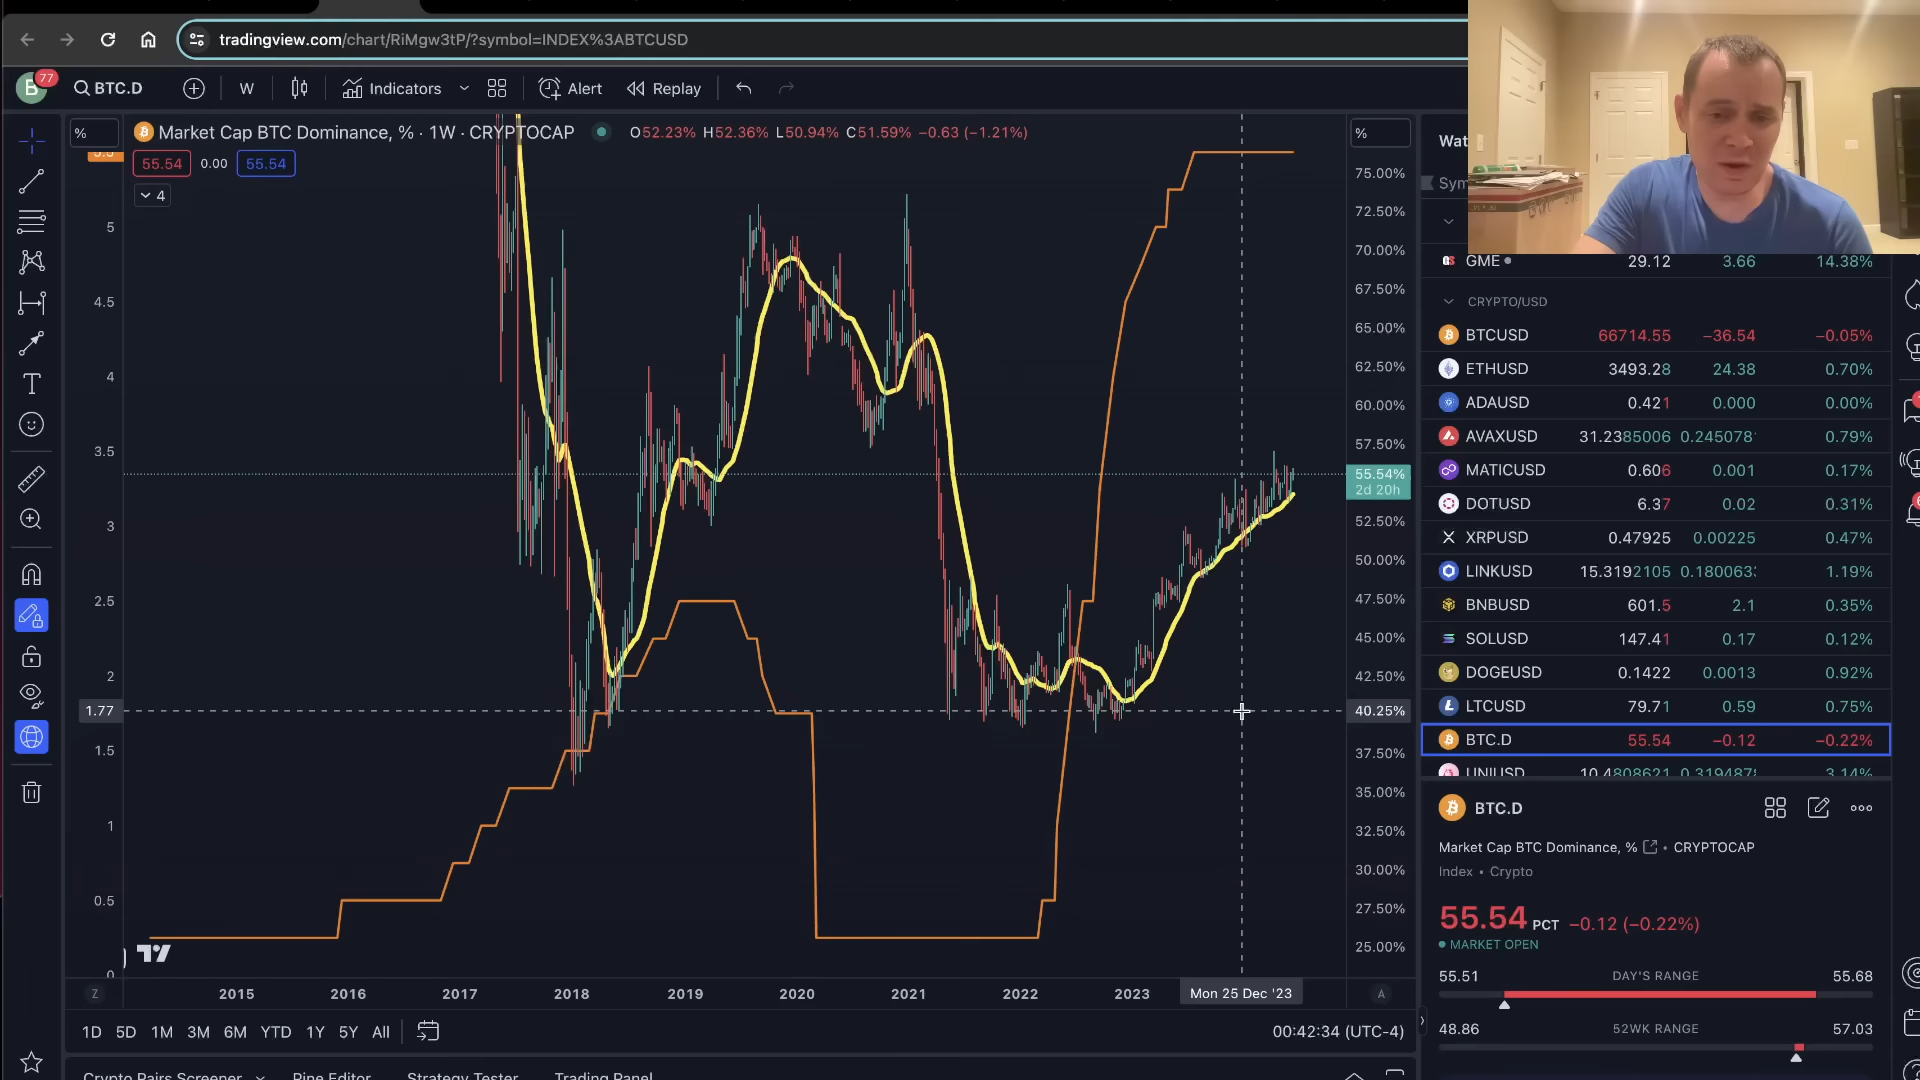 tradingview.com/chart/RiMgw3tP/?symbol=INDEX%3ABTCUSD
B 77 BTC.D W Indicators Alert Replay
% Market Cap BTC Dominance, % · 1W · CRYPTOCAP O52.23% H52.36% L50.94% C51.59% −0.63 (−1.21%) %
55.54 0.00 55.54
4
5
4.5
4
3.5
3
2.5
2
1.77
1.5
1
0.5
0
75.00%
72.50%
70.00%
67.50%
65.00%
62.50%
60.00%
57.50%
55.54%
2d 20h
52.50%
50.00%
47.50%
45.00%
42.50%
40.25%
37.50%
35.00%
32.50%
30.00%
27.50%
25.00%
Z 2015 2016 2017 2018 2019 2020 2021 2022 2023 Mon 25 Dec '23 A
1D 5D 1M 3M 6M YTD 1Y 5Y All 00:42:34 (UTC-4)
Crypto Pairs Screener Pine Editor Strategy Tester Trading Panel
Wat
Sym
GME 29.12 3.66 14.38%
CRYPTO/USD
BTCUSD 66714.55 −36.54 −0.05%
ETHUSD 3493.28 24.38 0.70%
ADAUSD 0.421 0.000 0.00%
AVAXUSD 31.2385006 0.245078 0.79%
MATICUSD 0.606 0.001 0.17%
DOTUSD 6.37 0.02 0.31%
XRPUSD 0.47925 0.00225 0.47%
LINKUSD 15.3192105 0.180063 1.19%
BNBUSD 601.5 2.1 0.35%
SOLUSD 147.41 0.17 0.12%
DOGEUSD 0.1422 0.0013 0.92%
LTCUSD 79.71 0.59 0.75%
BTC.D 55.54 −0.12 −0.22%
UNIUSD 10.4808621 0.319487 3.14%
BTC.D
Market Cap BTC Dominance, % • CRYPTOCAP
Index • Crypto
55.54 PCT −0.12 (−0.22%)
MARKET OPEN
55.51 DAY'S RANGE 55.68
48.86 52WK RANGE 57.03